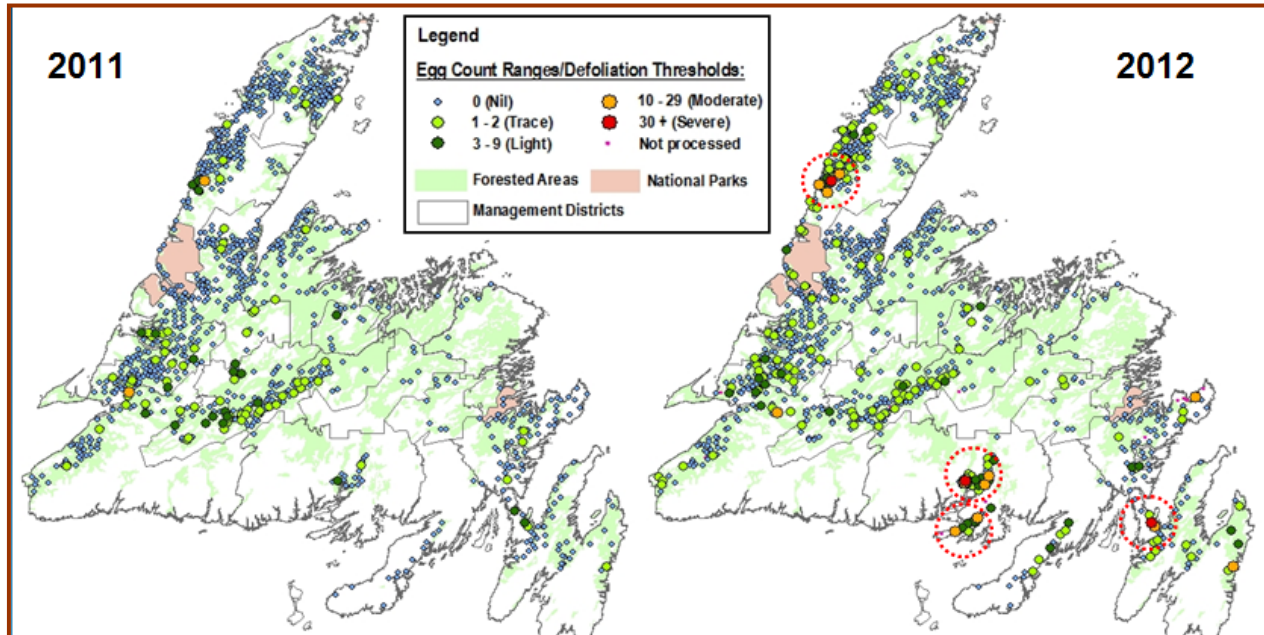 2011
Legend
Egg Count Ranges/Defoliation Thresholds:
0 (Nil)
1 - 2 (Trace)
3 - 9 (Light)
10 - 29 (Moderate)
30 + (Severe)
Not processed
Forested Areas
National Parks
Management Districts
2012